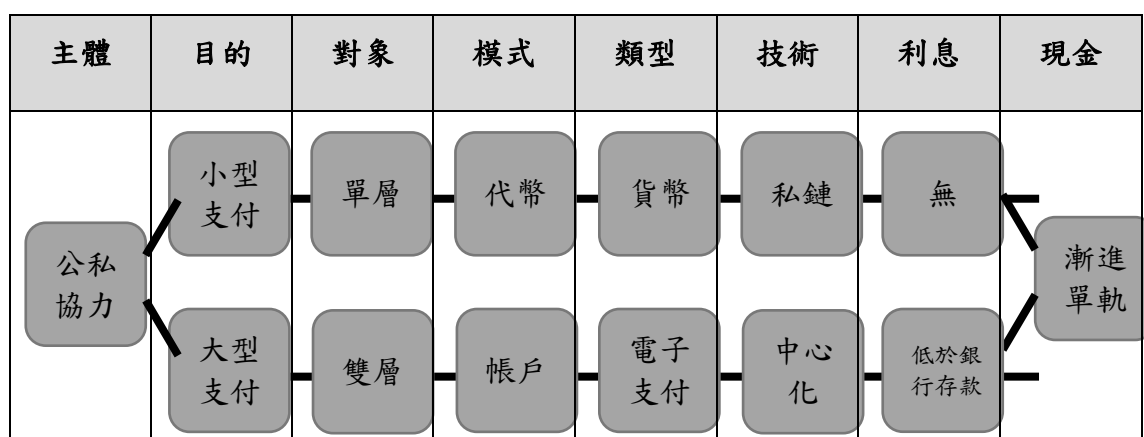 主體 目的 對象 模式 類型 技術 利息 現金
小型
支付
單層
代幣
貨幣
私鏈
無
公私
協力
漸進
單軌
大型
支付
雙層
帳戶
電子
支付
中心
化
低於銀
行存款